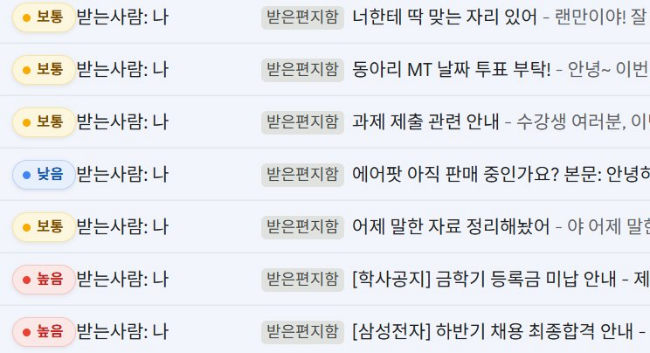 보통 받는사람: 나 받은편지함 너한테 딱 맞는 자리 있어 - 랜만이야! 잘
보통 받는사람: 나 받은편지함 동아리 MT 날짜 투표 부탁! - 안녕~ 이번
보통 받는사람: 나 받은편지함 과제 제출 관련 안내 - 수강생 여러분, 이번
낮음 받는사람: 나 받은편지함 에어팟 아직 판매 중인가요? 본문: 안녕하
보통 받는사람: 나 받은편지함 어제 말한 자료 정리해놨어 - 야 어제 말한
높음 받는사람: 나 받은편지함 [학사공지] 금학기 등록금 미납 안내 - 제
높음 받는사람: 나 받은편지함 [삼성전자] 하반기 채용 최종합격 안내 -